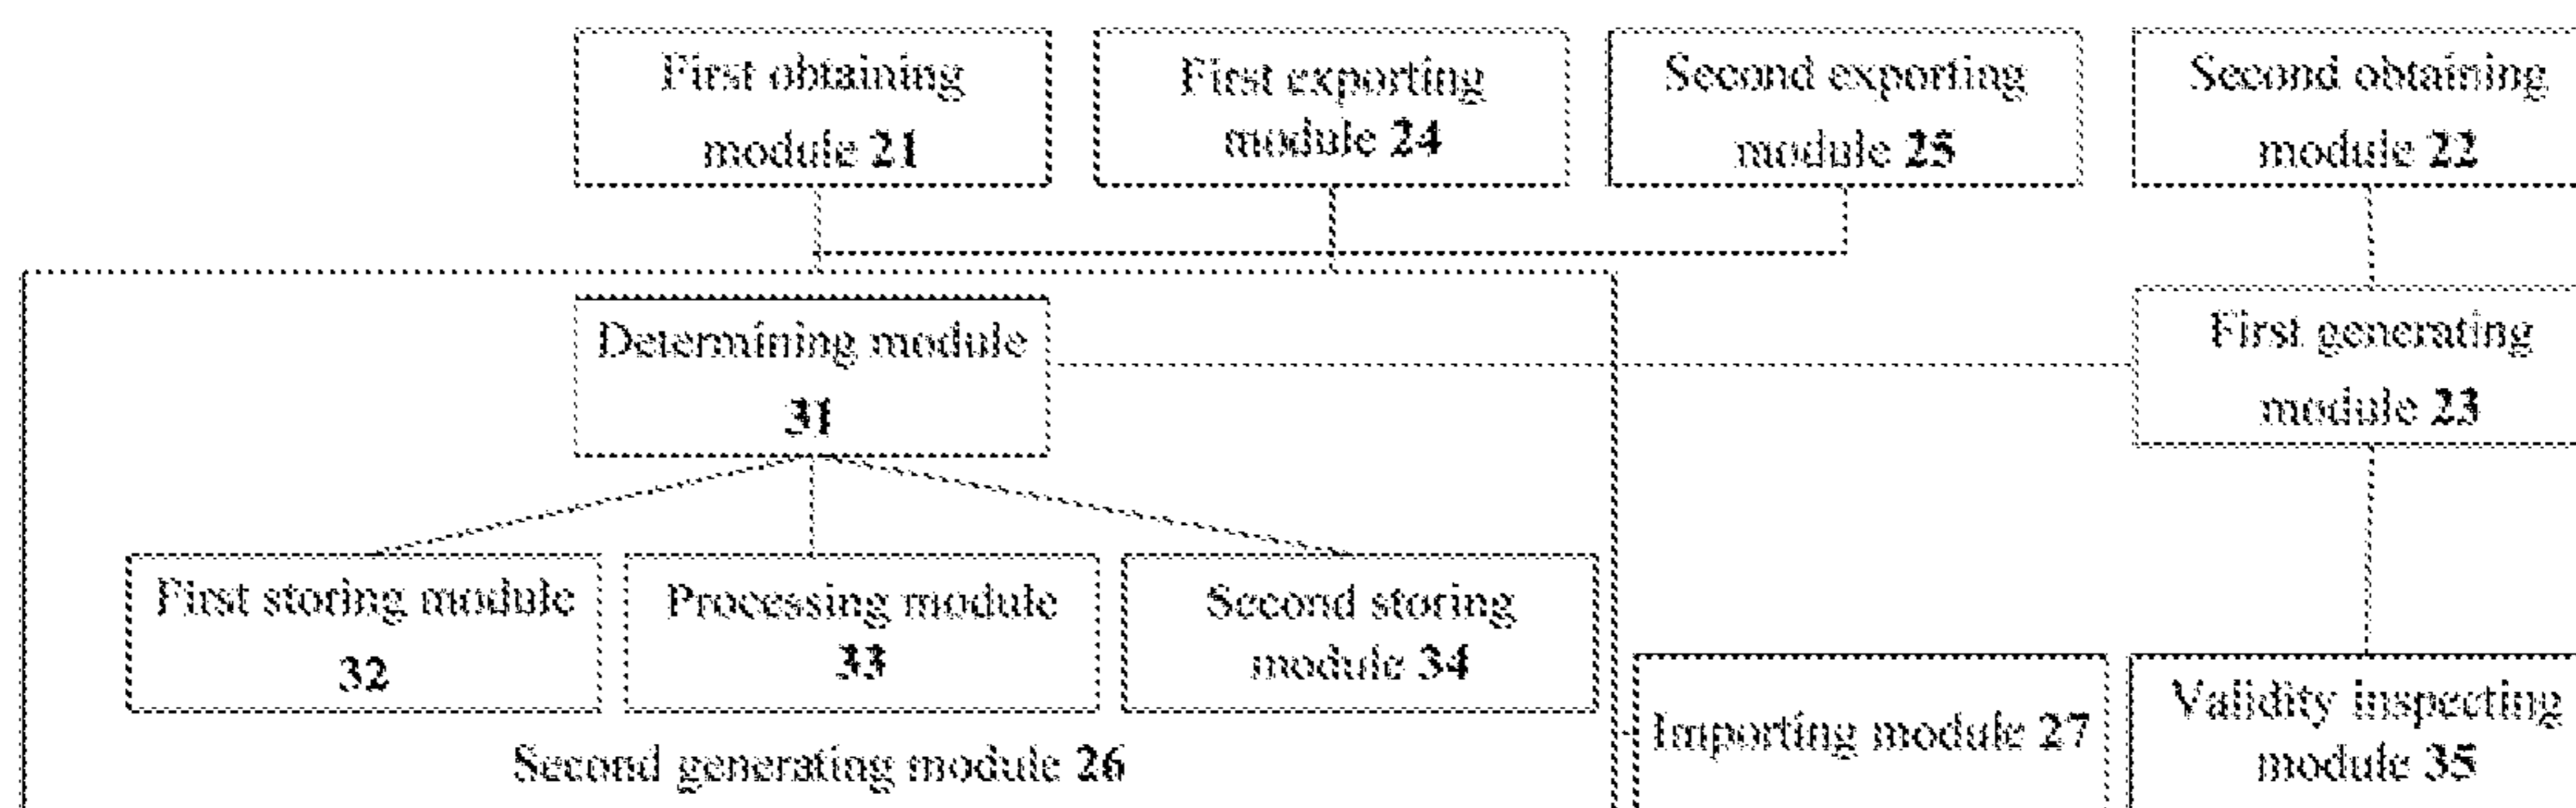 First obtaining
module 21
First exporting
module 24
Second exporting
module 25
Second obtaining
module 22
Determining module
31
First generating
module 23
First storing module
32
Processing module
33
Second storing
module 34
Second generating module 26
Importing module 27
Validity inspecting
module 35